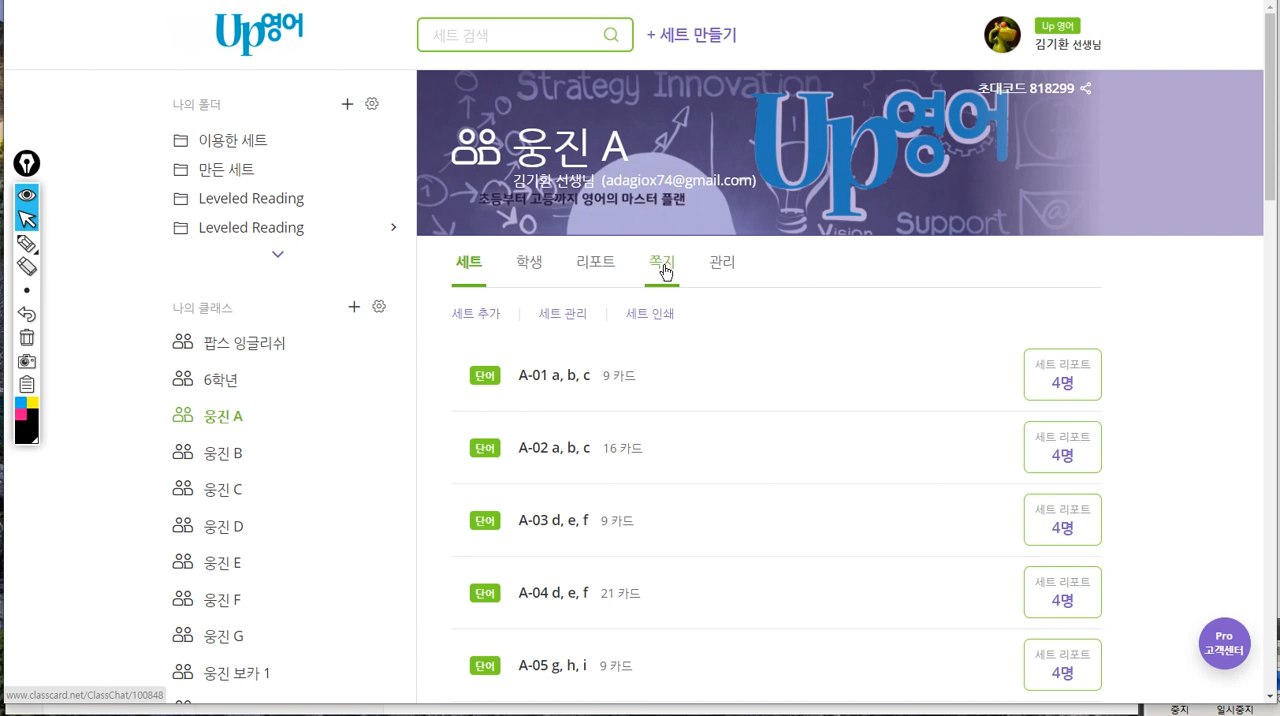 Up영어
세트 검색
+ 세트 만들기
Up 영어
김기환 선생님
나의 폴더
이용한 세트
만든 세트
Leveled Reading
Leveled Reading
나의 클래스
팝스 잉글리쉬
6학년
웅진 A
웅진 B
웅진 C
웅진 D
웅진 E
웅진 F
웅진 G
웅진 보카 1
Strategy Innovation
초대코드 818299
Up영어
웅진 A
김기환 선생님 (adagiox74@gmail.com)
초등부터 고등까지 영어의 마스터 플랜
Vision
Support
세트 학생 리포트 쪽지 관리
세트 추가 | 세트 관리 | 세트 인쇄
단어 A-01 a, b, c 9 카드
세트 리포트
4명
단어 A-02 a, b, c 16 카드
세트 리포트
4명
단어 A-03 d, e, f 9 카드
세트 리포트
4명
단어 A-04 d, e, f 21 카드
세트 리포트
4명
단어 A-05 g, h, i 9 카드
세트 리포트
4명
Pro
고객센터
www.classcard.net/ClassChat/100848
중지 일시중지